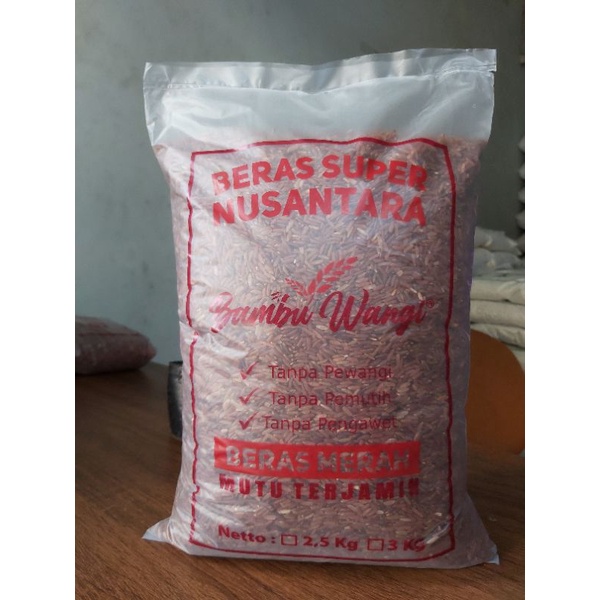 BERAS SUPER
NUSANTARA
Bambu Wangi
✓ Tanpa Pewangi
✓ Tanpa Pemutih
✓ Tanpa Pengawet
BERAS MERAH
MUTU TERJAMIN
Netto : ☐ 2,5 Kg ☐ 3 Kg